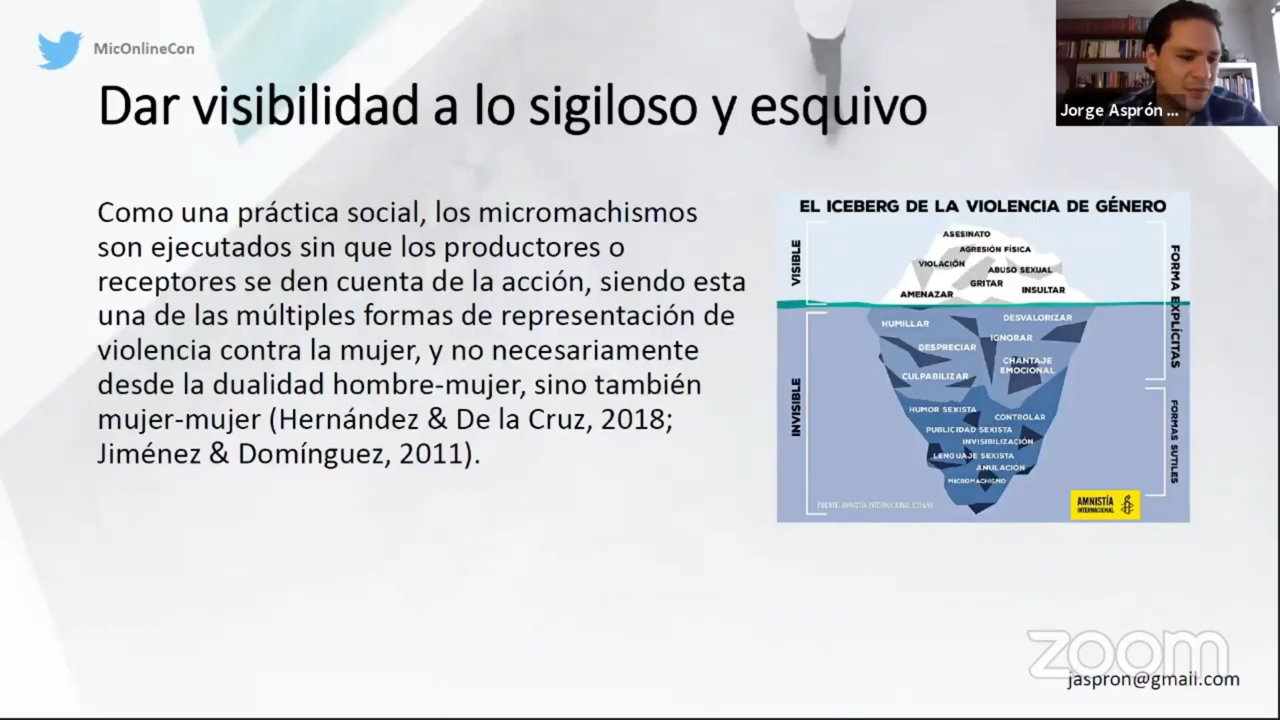 MicOnlineCon
Dar visibilidad a lo sigiloso y esquivo
Jorge Asprón ...
Como una práctica social, los micromachismos
son ejecutados sin que los productores o
receptores se den cuenta de la acción, siendo esta
una de las múltiples formas de representación de
violencia contra la mujer, y no necesariamente
desde la dualidad hombre-mujer, sino también
mujer-mujer (Hernández & De la Cruz, 2018;
Jiménez & Domínguez, 2011).
EL ICEBERG DE LA VIOLENCIA DE GÉNERO
VISIBLE
ASESINATO
AGRESIÓN FÍSICA
VIOLACIÓN
ABUSO SEXUAL
GRITAR
AMENAZAR
INSULTAR
FORMA EXPLÍCITAS
INVISIBLE
HUMILLAR
DESVALORIZAR
IGNORAR
DESPRECIAR
CHANTAJE
EMOCIONAL
CULPABILIZAR
HUMOR SEXISTA
CONTROLAR
PUBLICIDAD SEXISTA
INVISIBILIZACIÓN
LENGUAJE SEXISTA
ANULACIÓN
MICROMACHISMO
FORMAS SUTILES
FUENTE: AMNISTÍA INTERNACIONAL ESPAÑA
AMNISTÍA
INTERNACIONAL
zoom
jaspron@gmail.com